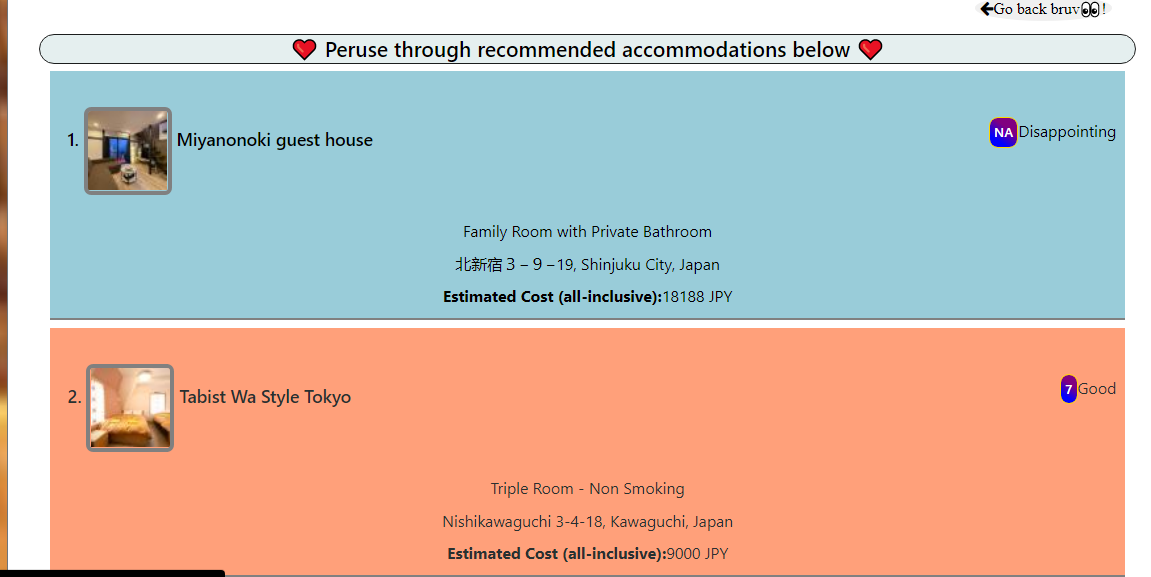 ←Go back bruv👀!
❤️ Peruse through recommended accommodations below ❤️
1. Miyanonoki guest house
NA Disappointing
Family Room with Private Bathroom
北新宿３－９－19, Shinjuku City, Japan
Estimated Cost (all-inclusive):18188 JPY
2. Tabist Wa Style Tokyo
7 Good
Triple Room - Non Smoking
Nishikawaguchi 3-4-18, Kawaguchi, Japan
Estimated Cost (all-inclusive):9000 JPY